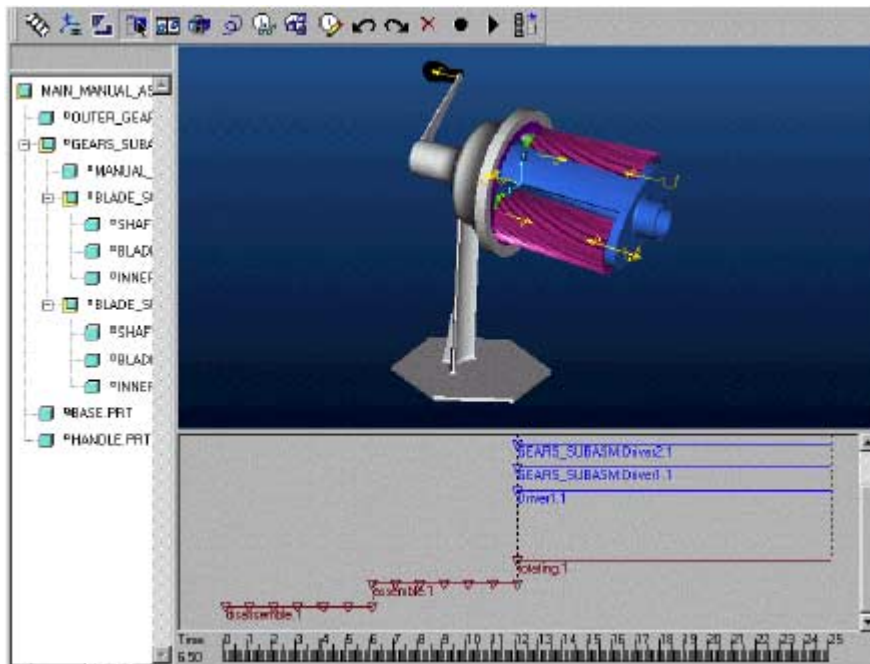 MAIN_MANUAL_AS
OUTER_GEAR
GEARS_SUBA
MANUAL_
BLADE_S
SHAF
BLAD
INNER
BLADE_S
SHAF
BLAD
INNER
BASE.PRT
HANDLE.PRT
GEARS_SUBASM:Driver2.1
GEARS_SUBASM:Driver1.1
Driver1.1
rotating.1
assemble.1
disassemble.1
Time 0 1 2 3 4 5 6 7 8 9 10 11 12 13 14 15 16 17 18 19 20 21 22 23 24 25
6.50